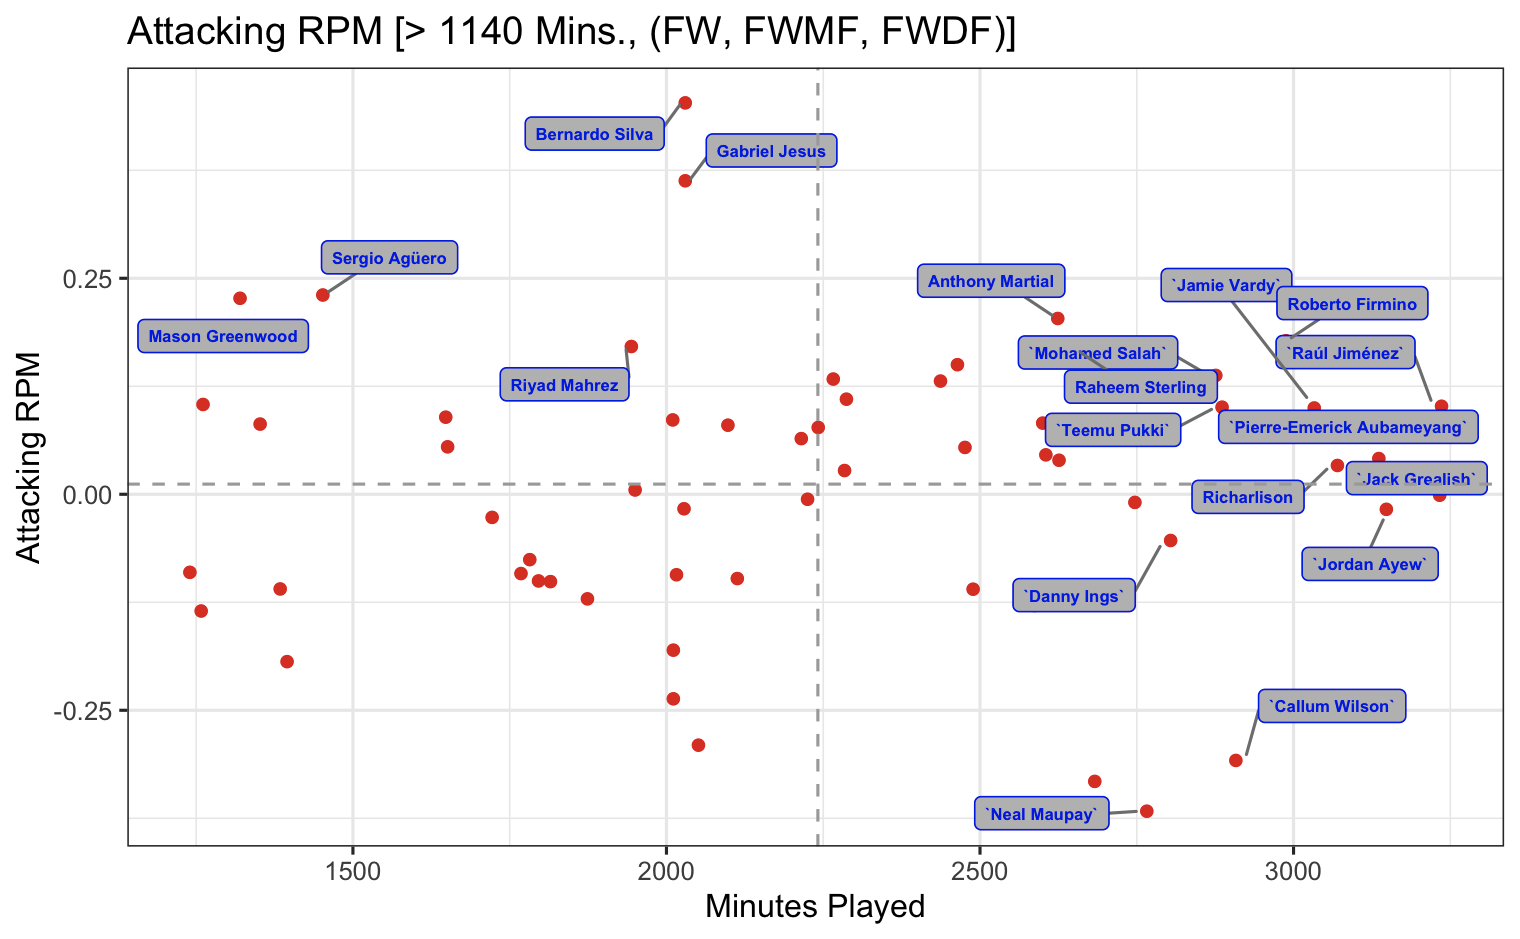 Attacking RPM [> 1140 Mins., (FW, FWMF, FWDF)]
Bernardo Silva
Gabriel Jesus
Sergio Agüero
Mason Greenwood
Riyad Mahrez
Anthony Martial
`Jamie Vardy`
Roberto Firmino
`Mohamed Salah`
`Raúl Jiménez`
Raheem Sterling
`Teemu Pukki`
`Pierre-Emerick Aubameyang`
`Jack Grealish`
Richarlison
`Jordan Ayew`
`Danny Ings`
`Callum Wilson`
`Neal Maupay`
Attacking RPM
0.25
0.00
-0.25
1500
2000
2500
3000
Minutes Played